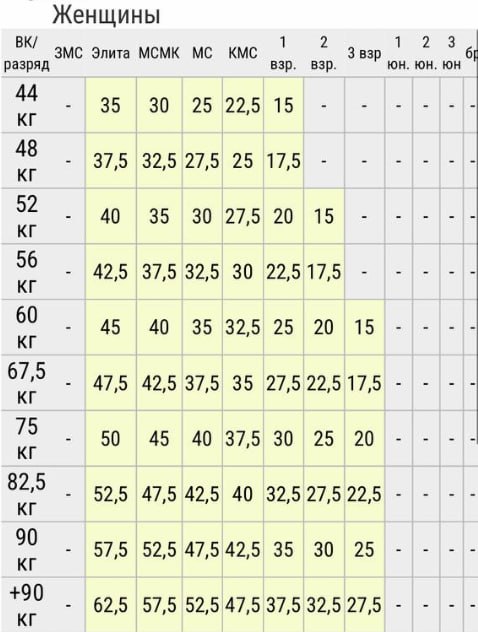 Женщины
ВК/разряд ЗМС Элита МСМК МС КМС 1 взр. 2 взр. 3 взр 1 юн. 2 юн. 3 юн бр
44 кг - 35 30 25 22,5 15 - - - - - -
48 кг - 37,5 32,5 27,5 25 17,5 - - - - - -
52 кг - 40 35 30 27,5 20 15 - - - - -
56 кг - 42,5 37,5 32,5 30 22,5 17,5 - - - - -
60 кг - 45 40 35 32,5 25 20 15 - - - -
67,5 кг - 47,5 42,5 37,5 35 27,5 22,5 17,5 - - - -
75 кг - 50 45 40 37,5 30 25 20 - - - -
82,5 кг - 52,5 47,5 42,5 40 32,5 27,5 22,5 - - - -
90 кг - 57,5 52,5 47,5 42,5 35 30 25 - - - -
+90 кг - 62,5 57,5 52,5 47,5 37,5 32,5 27,5 - - - -